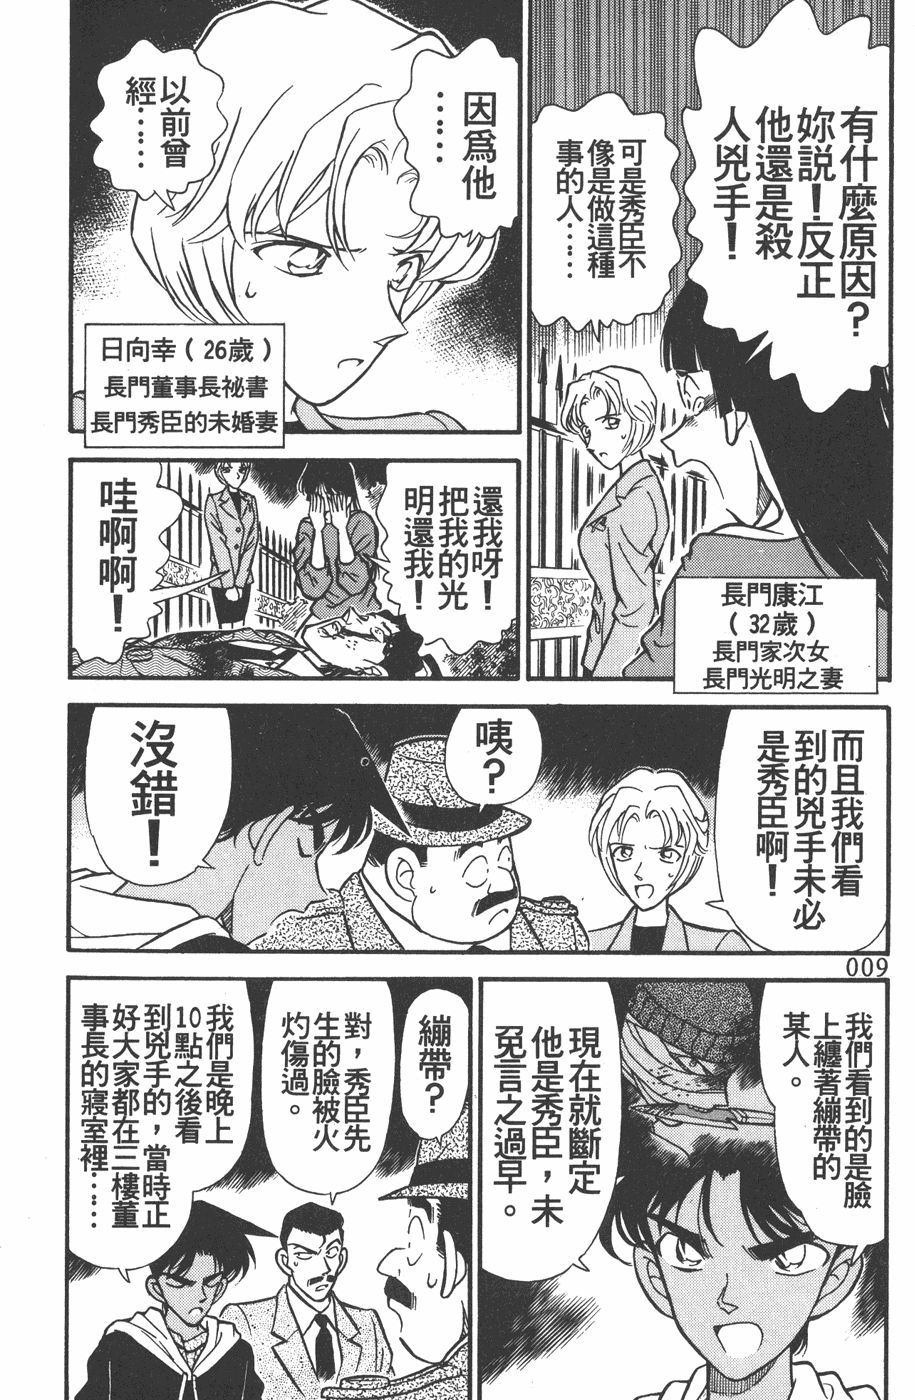 有什麼原因?
妳說!反正
他還是殺
人兇手!
可是秀臣不
像是做這種
事的人……
長門康江
(32歲)
長門家次女
長門光明之妻
因為他
……
以前曾
經……
日向幸(26歲)
長門董事長祕書
長門秀臣的未婚妻
還我呀!
把我的光
明還我!
哇啊啊!
而且我們看
到的兇手未必
是秀臣啊!
咦?
沒錯!
009
我們看到的是臉
上纏著繃帶的
某人。
現在就斷定
他是秀臣,未
免言之過早。
繃帶?
對,秀臣先
生的臉被火
灼傷過。
我們是晚上
10點之後看
到兇手的,當時正
好大家都在三樓董
事長的寢室裡……